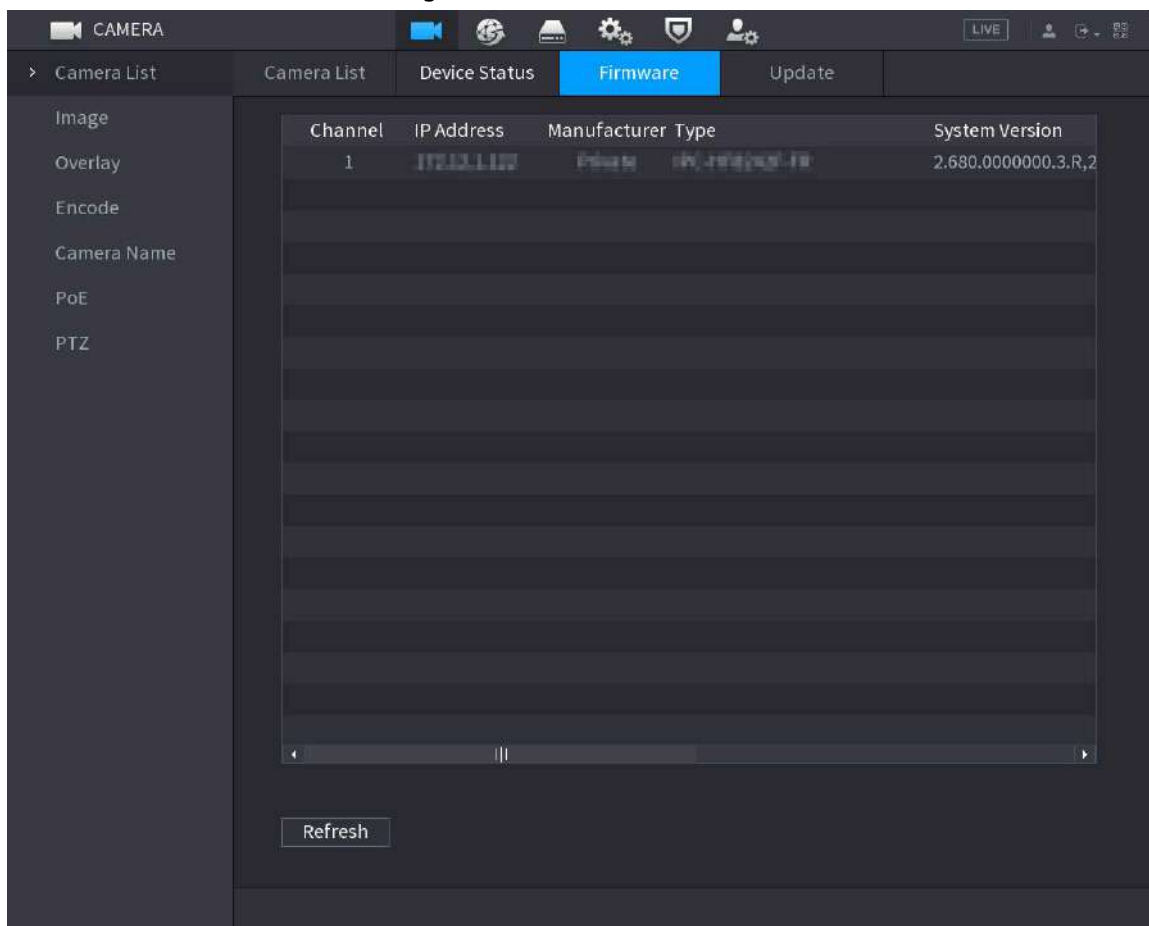 CAMERA
LIVE
Camera List
Camera List
Device Status
Firmware
Update
Image
Overlay
Encode
Camera Name
PoE
PTZ
Channel
IP Address
Manufacturer
Type
System Version
1
2.680.0000000.3.R,2
Refresh